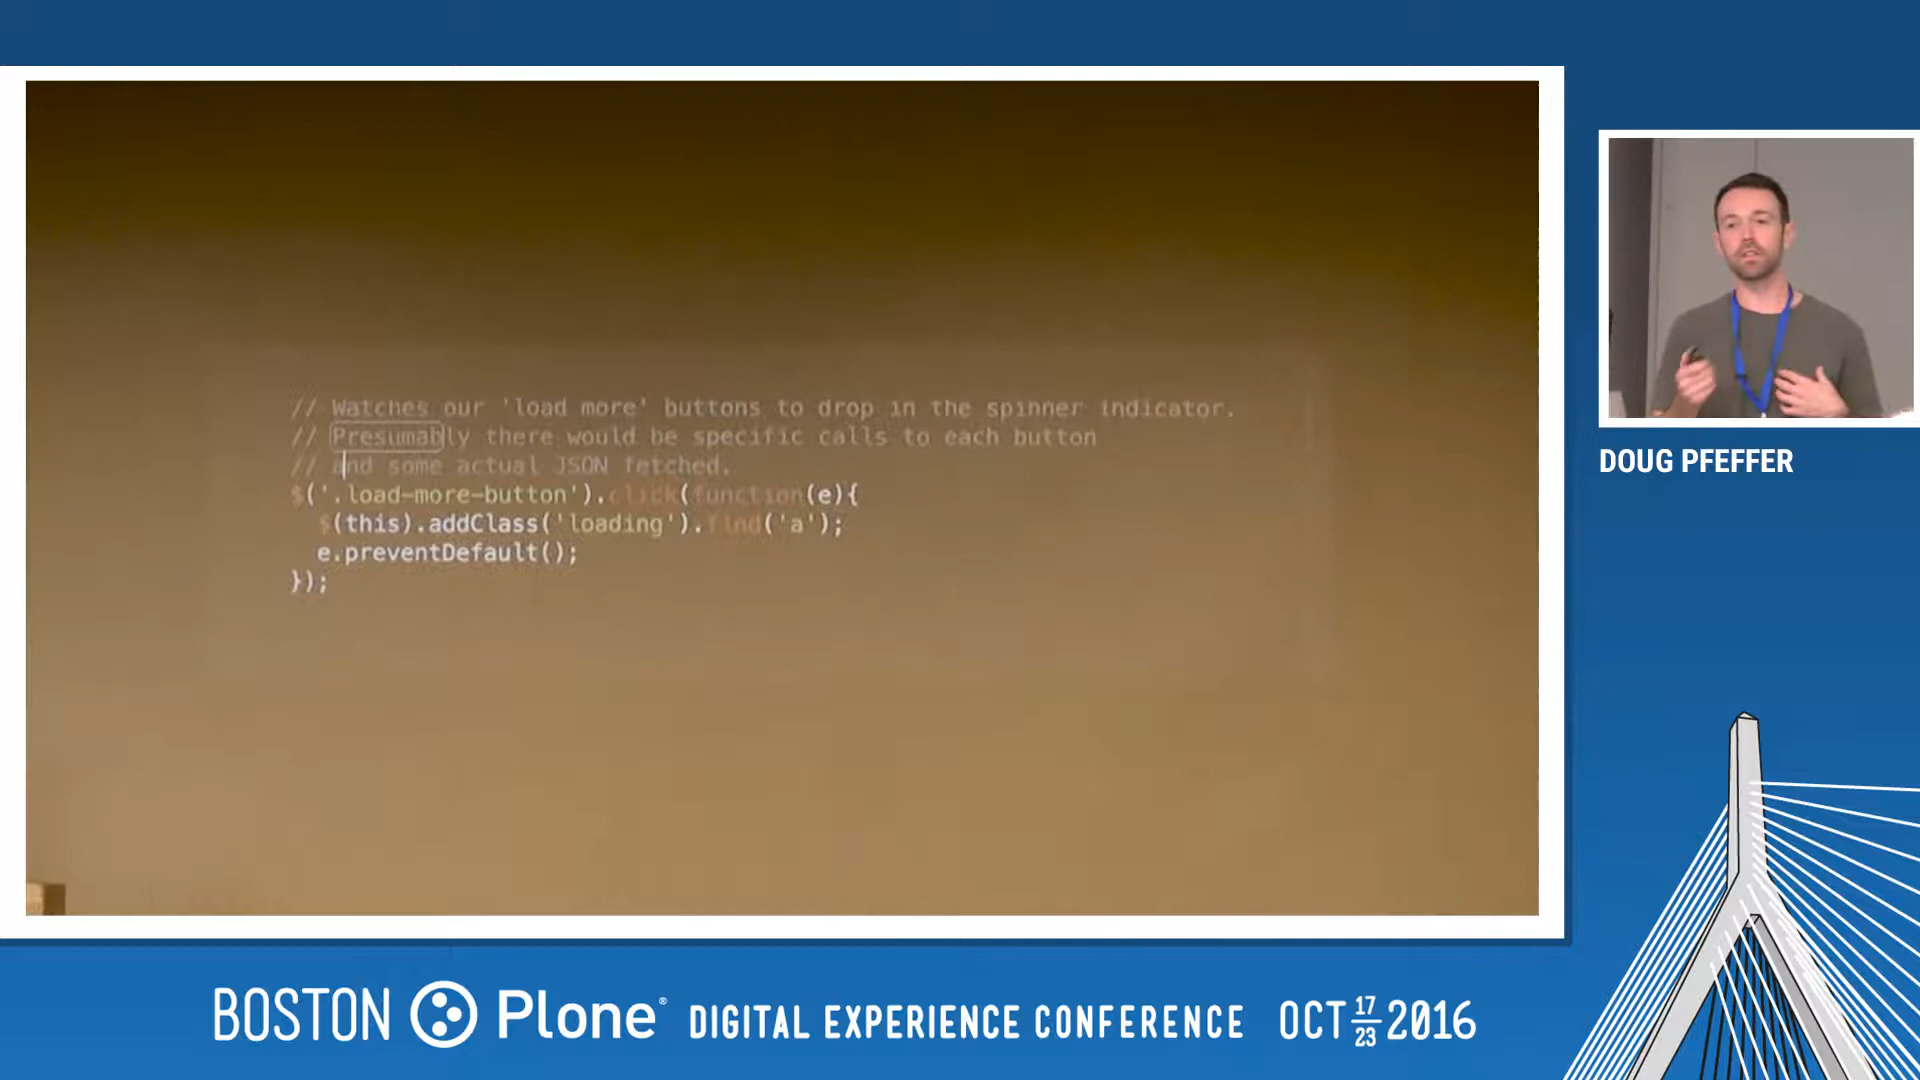 // Watches our 'load more' buttons to drop in the spinner indicator.
// Presumably there would be specific calls to each button
// and some actual JSON fetched.
$('.load-more-button').click(function(e){
  $(this).addClass('loading').find('a');
  e.preventDefault();
});
DOUG PFEFFER
BOSTON Plone® DIGITAL EXPERIENCE CONFERENCE OCT 17 23 2016